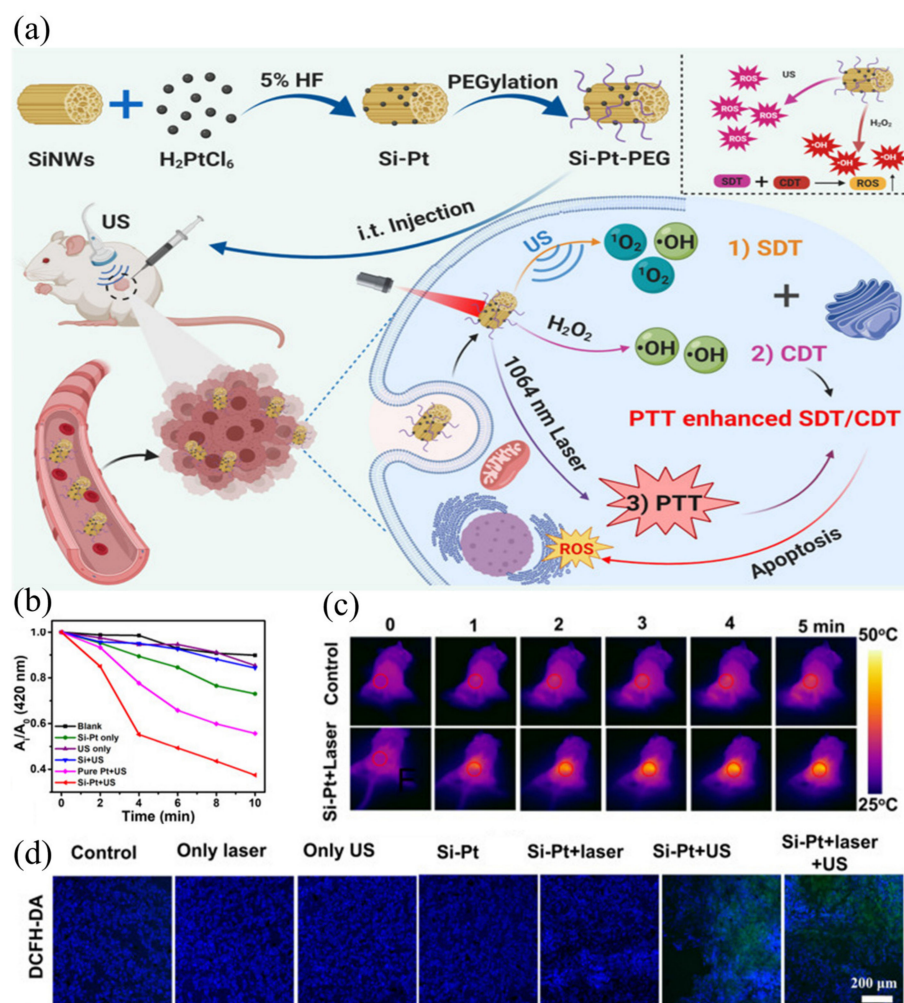 (a)
5% HF
PEGylation
SiNWs
H₂PtCl₆
Si-Pt
Si-Pt-PEG
US
ROS
ROS
ROS
ROS
H₂O₂
•OH
•OH
•OH
SDT + CDT → ROS ↑
i.t. Injection
US
US
¹O₂
•OH
¹O₂
1) SDT
+
H₂O₂
•OH
•OH
2) CDT
1064 nm Laser
PTT enhanced SDT/CDT
3) PTT
ROS
Apoptosis
(b)
1.0
0.8
0.6
0.4
Aᵢ/A₀ (420 nm)
Blank
Si-Pt only
US only
Si+US
Pure Pt+US
Si-Pt+US
0 2 4 6 8 10
Time (min)
(c)
0 1 2 3 4 5 min
Control
Si-Pt+Laser
F
50°C
25°C
(d)
Control Only laser Only US Si-Pt Si-Pt+laser Si-Pt+US Si-Pt+laser
+US
DCFH-DA
200 µm